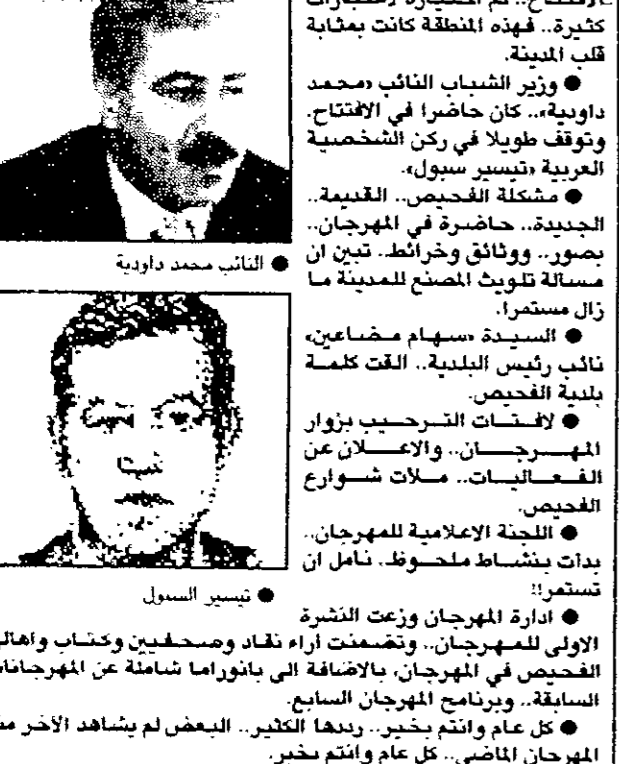 الافتتاح.. تم
كثيرة.. فهذه المنطقة كانت بمثابة
قلب المدينة.
● وزير الشباب النائب «محمد
داودية».. كان حاضرا في الافتتاح.
وتوقف طويلا في ركن الشخصية
العربية «تيسير سبول».
● مشكلة الفحيص.. القديمة..
الجديدة.. حاضرة في المهرجان..
بصور.. ووثائق وخرائط.. تبين ان
مسالة تلويث المصنع للمدينة ما
زال مستمرا.
● السيدة «سهام مضاعين»
نائب رئيس البلدية.. القت كلمة
بلدية الفحيص.
● لافتات الترحيب بزوار
المهرجان.. والاعلان عن
الفعاليات.. ملات شوارع
الفحيص.
● اللجنة الاعلامية للمهرجان..
بدات بنشاط ملحوظ. نامل ان
تستمر!!
● ادارة المهرجان وزعت النشرة
الاولى للمهرجان.. وتضمنت اراء نقاد وصحفيين وكتاب واهالي
الفحيص في المهرجان، بالاضافة الى بانوراما شاملة عن المهرجانات
السابقة.. وبرنامج المهرجان السابع.
● كل عام وانتم بخير.. رددها الكثير.. البعض لم يشاهد الآخر
المهرجان الماضي.. كل عام وانتم بخير.
● النائب محمد داودية
● تيسير السبول